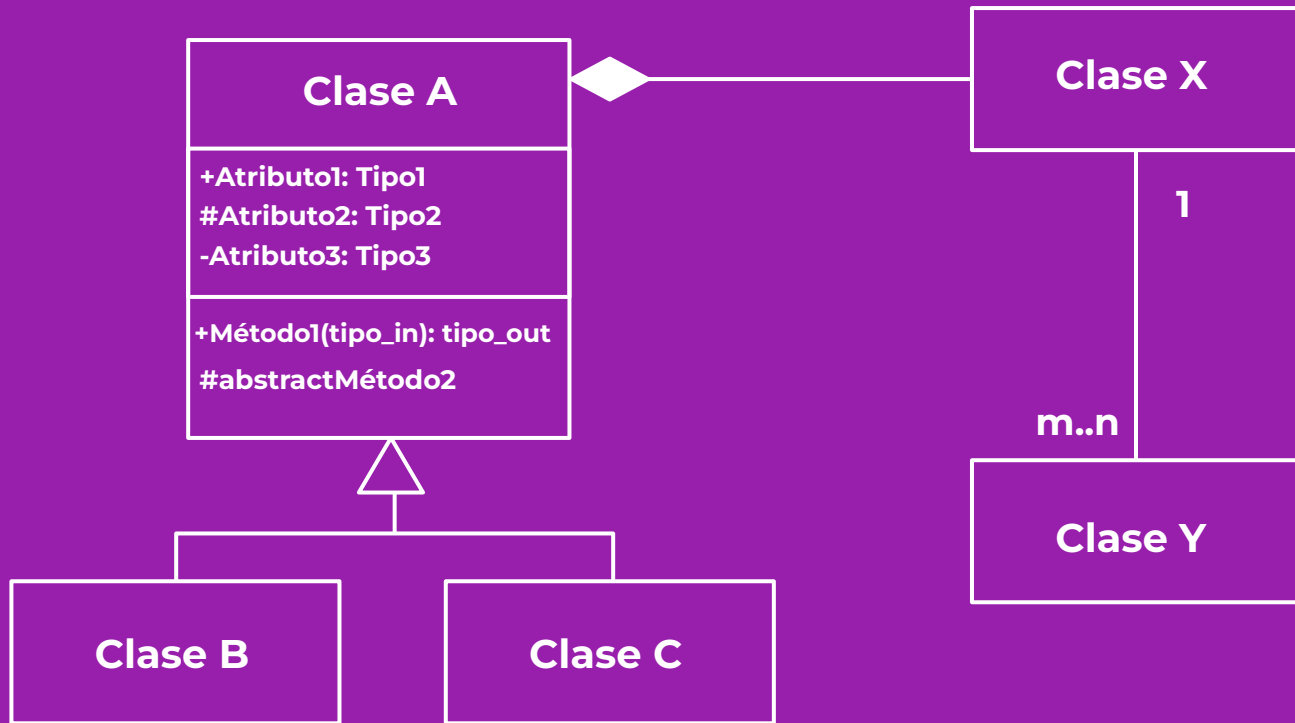 Clase A
+Atributo1: Tipo1
#Atributo2: Tipo2
-Atributo3: Tipo3
+Método1(tipo_in): tipo_out
#abstractMétodo2
Clase B
Clase C
Clase X
1
m..n
Clase Y